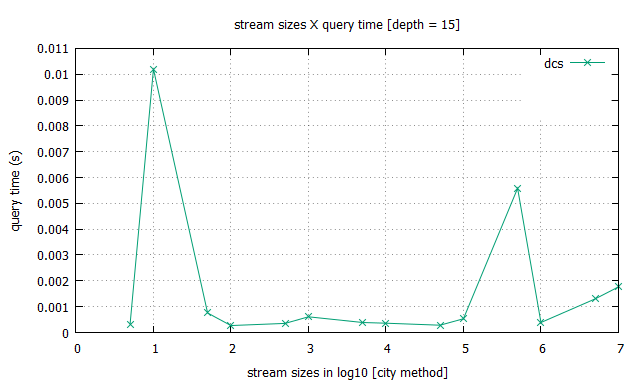 stream sizes X query time [depth = 15]
0.011
0.01
0.009
0.008
0.007
0.006
0.005
0.004
0.003
0.002
0.001
0
query time (s)
dcs
0 1 2 3 4 5 6 7
stream sizes in log10 [city method]